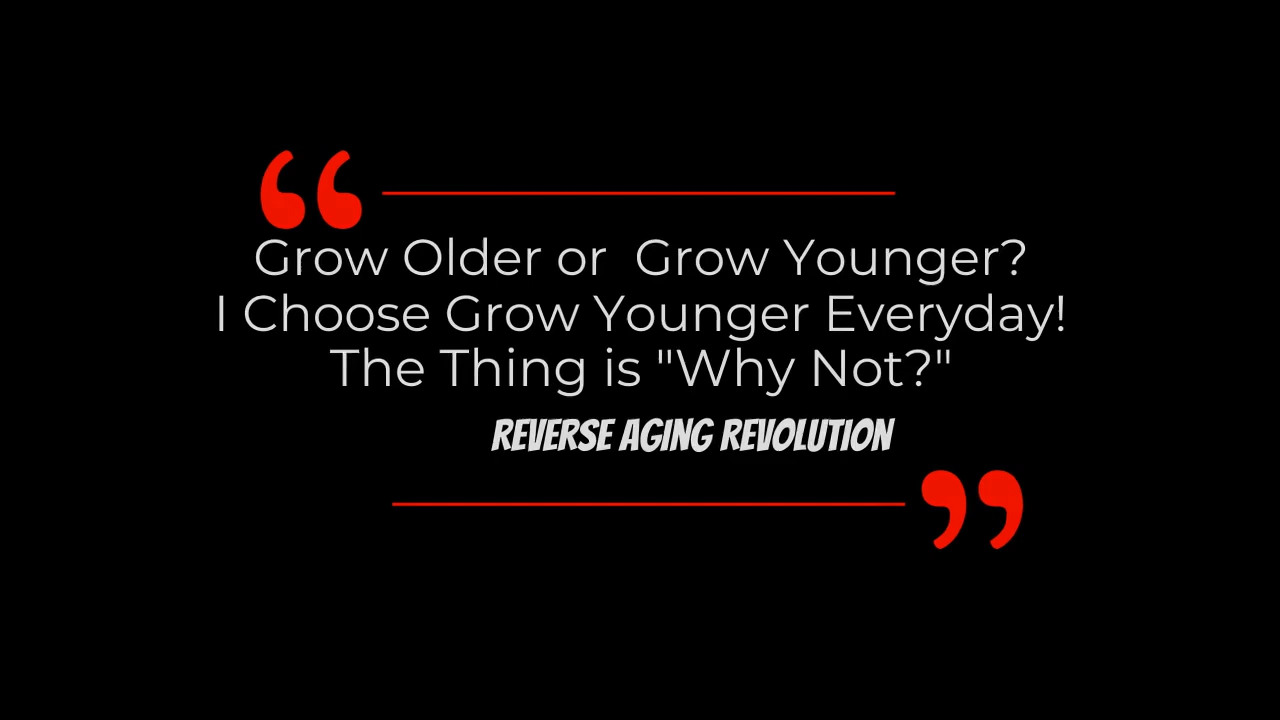 Grow Older or  Grow Younger?
I Choose Grow Younger Everyday!
The Thing is "Why Not?"
REVERSE AGING REVOLUTION